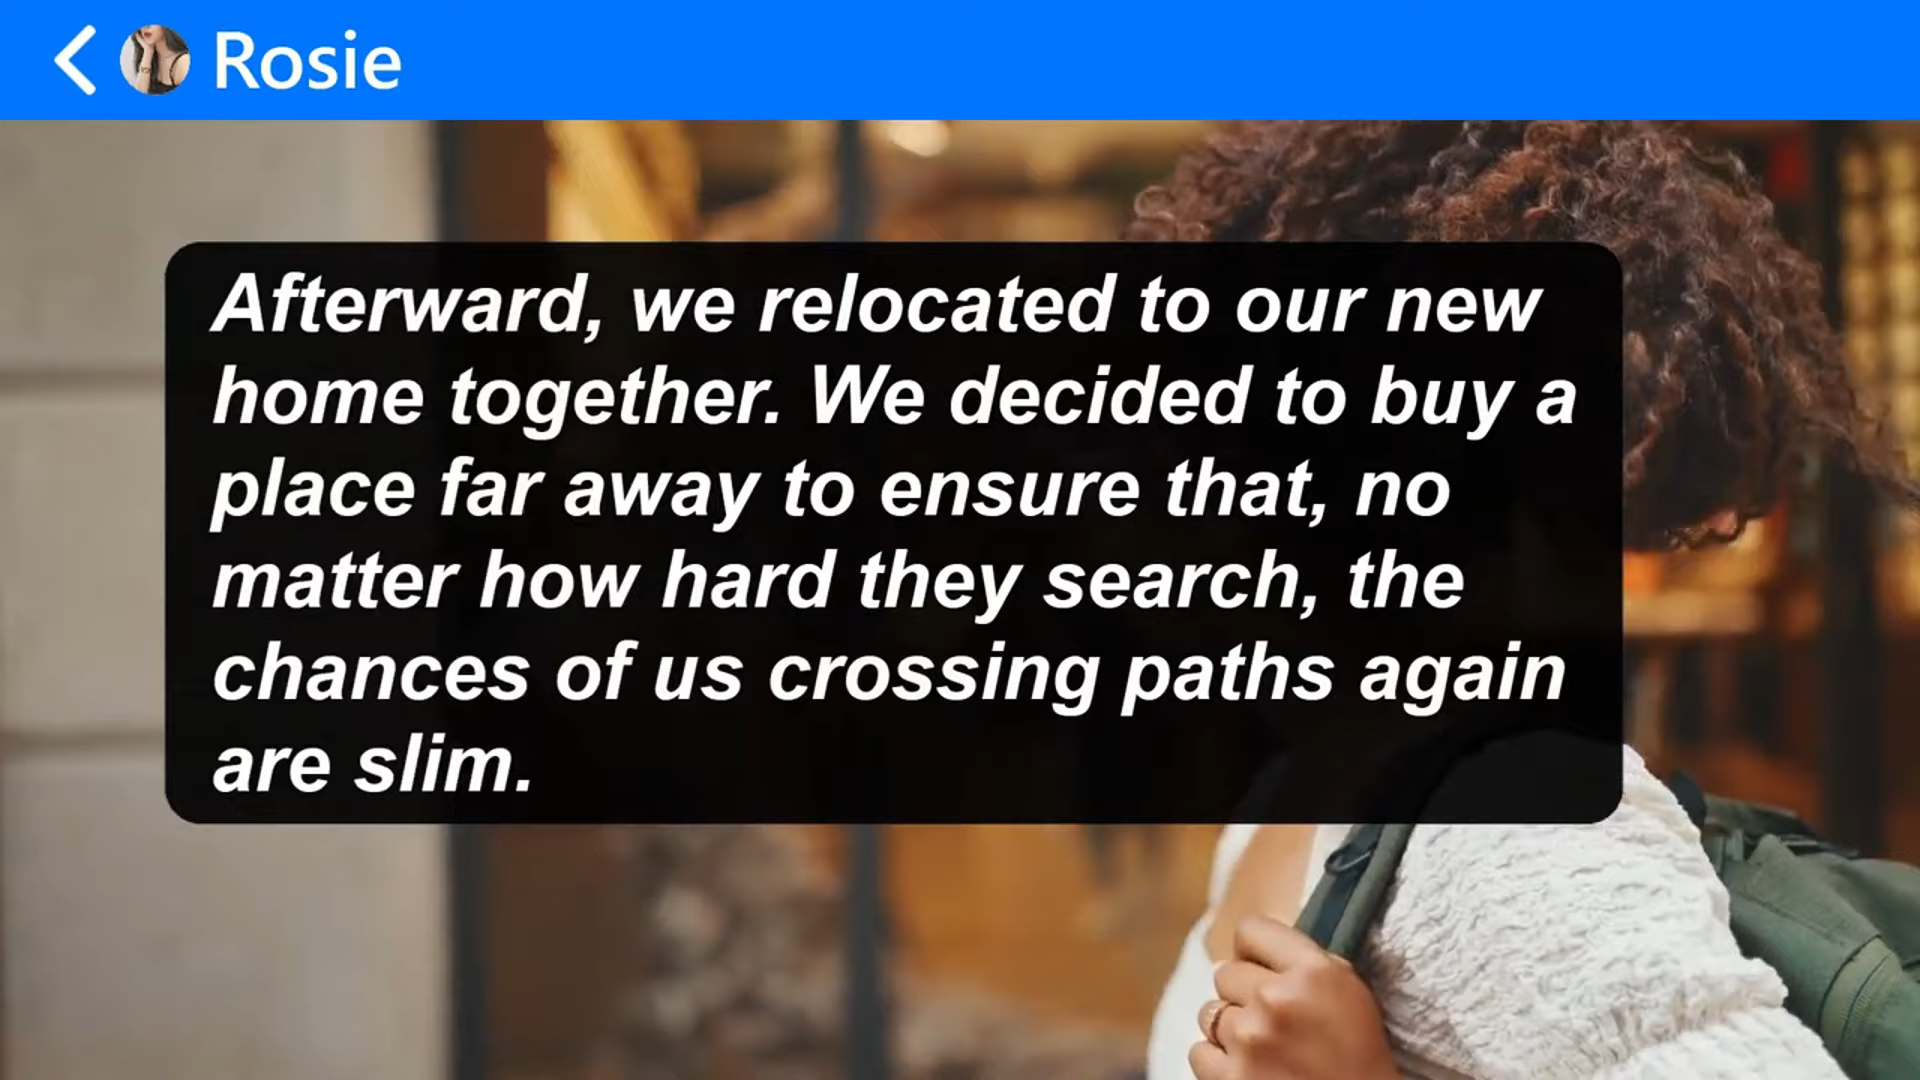 Rosie
Afterward, we relocated to our new
home together. We decided to buy a
place far away to ensure that, no
matter how hard they search, the
chances of us crossing paths again
are slim.